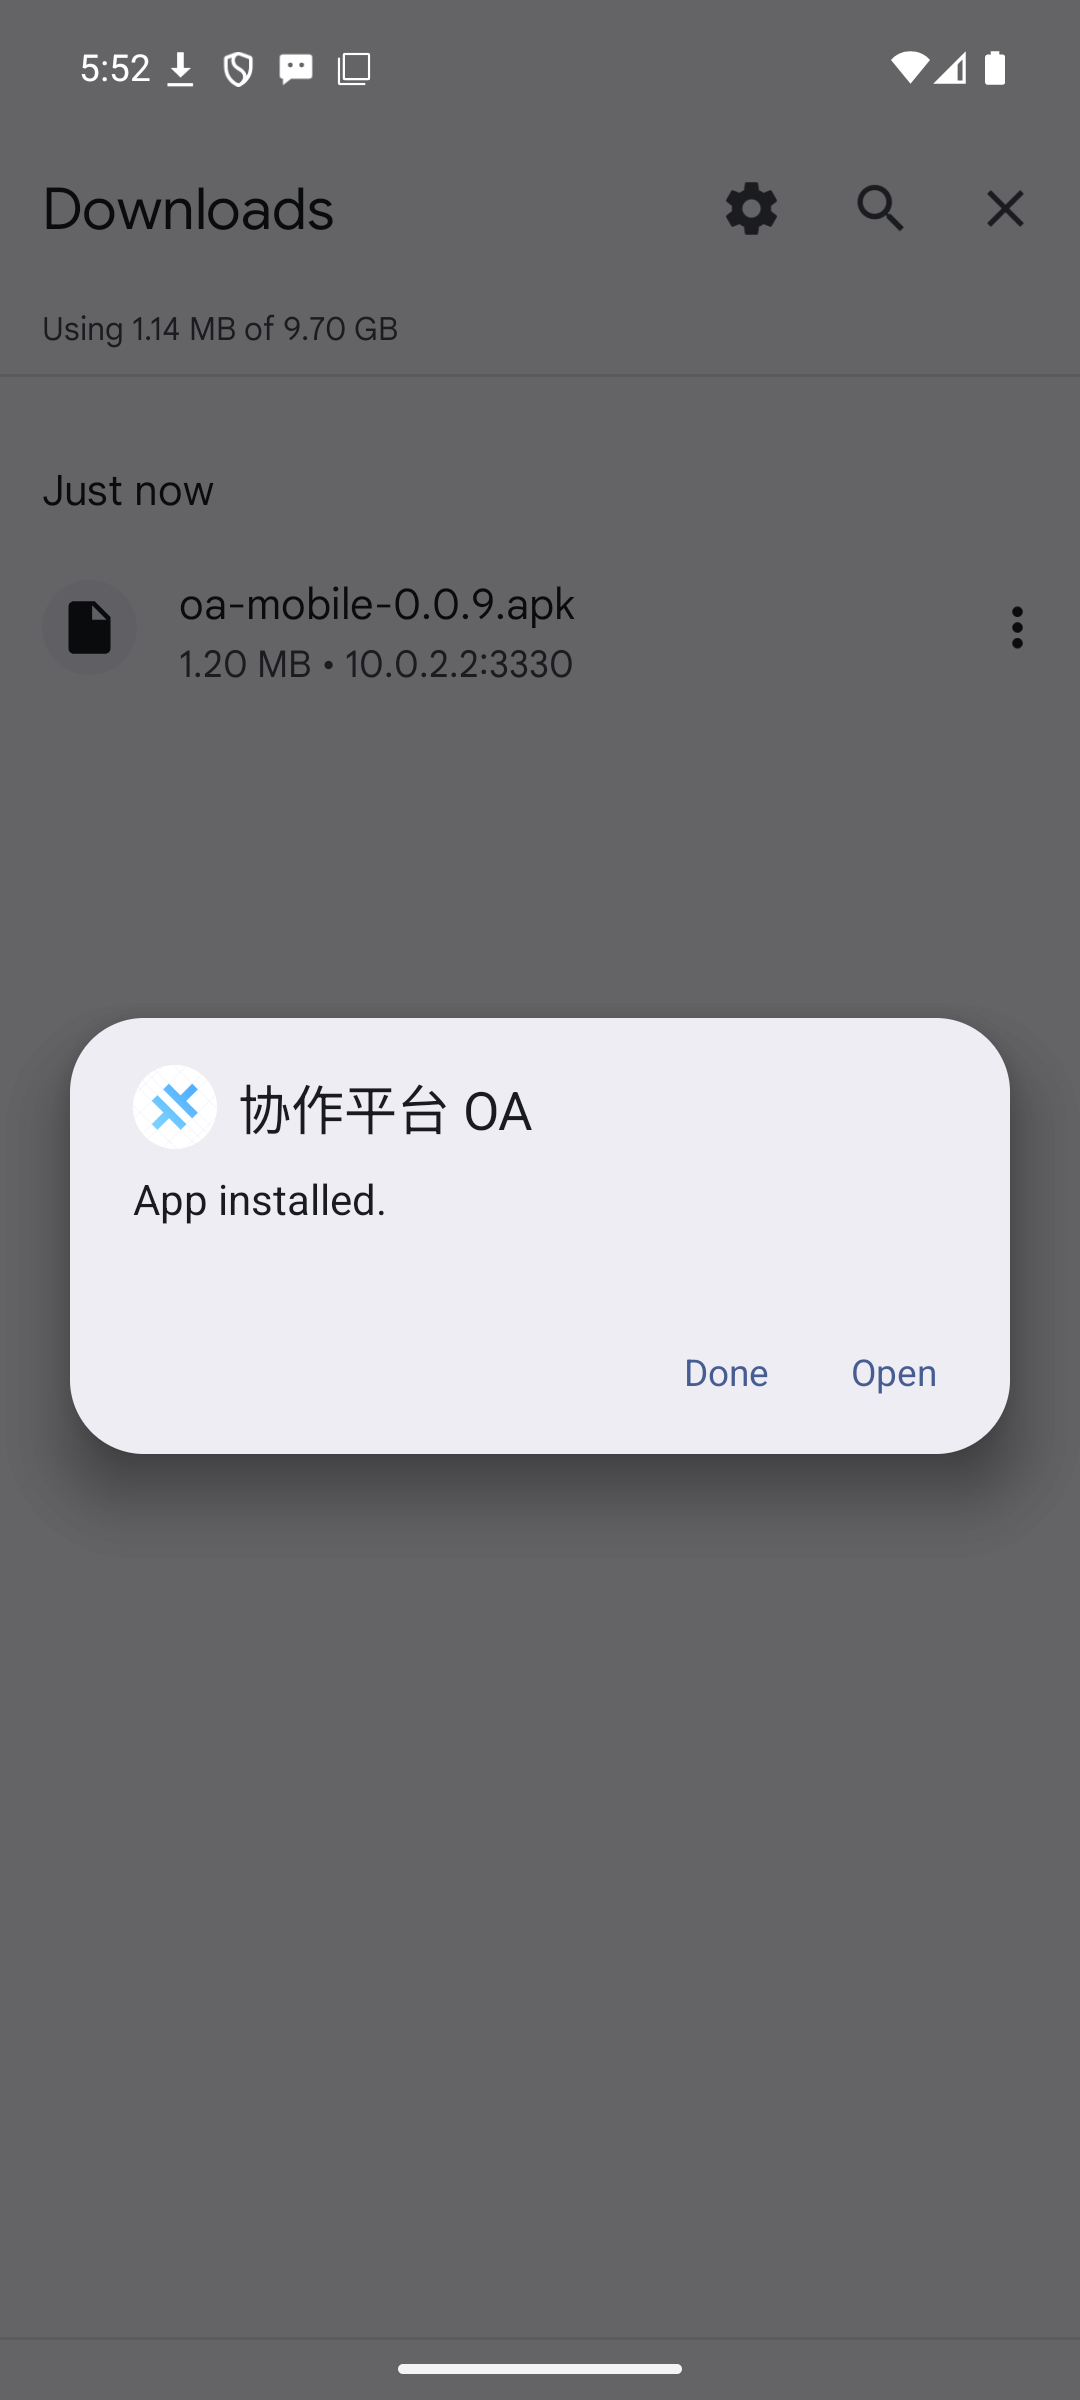 5:52
Downloads
Using 1.14 MB of 9.70 GB
Just now
oa-mobile-0.0.9.apk
1.20 MB • 10.0.2.2:3330
协作平台 OA
App installed.
Done Open